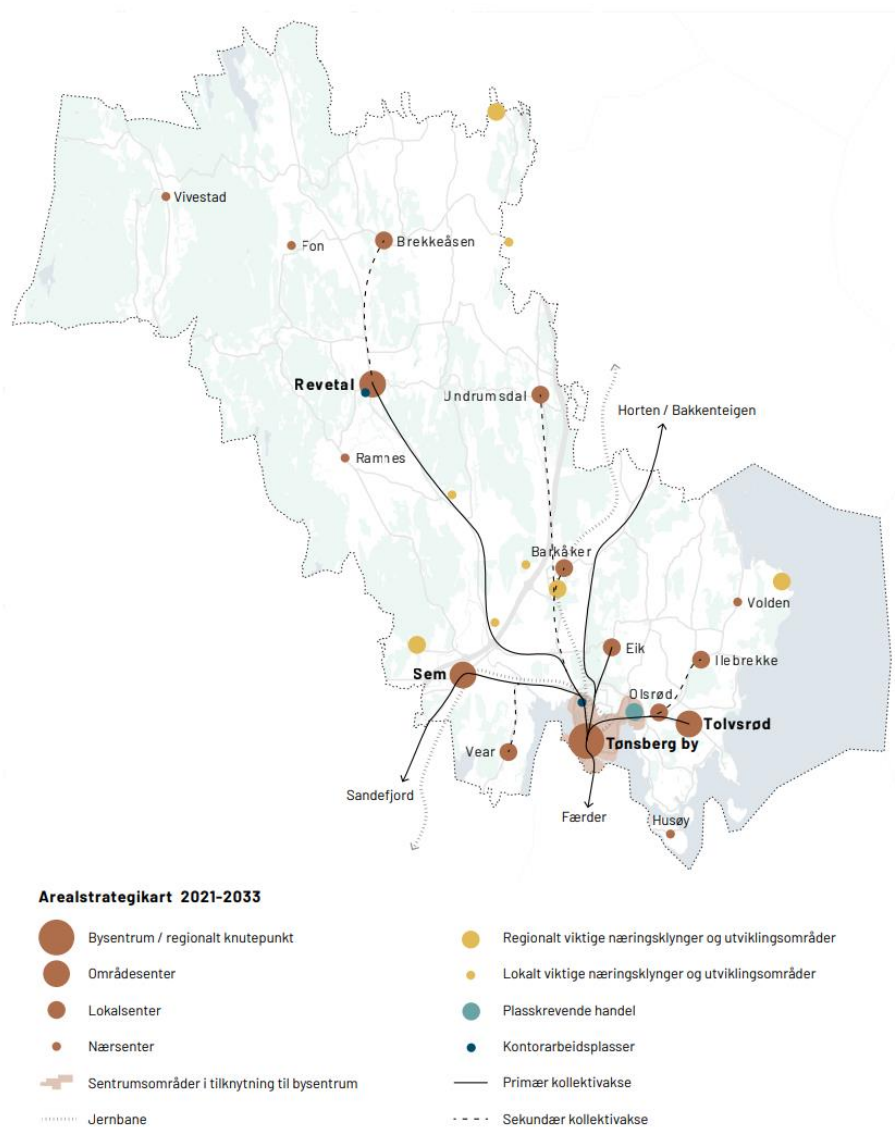 Vivestad
Fon
Brekkeåsen
Revetal
Undrumsdal
Horten / Bakkenteigen
Ramnes
Barkåker
Volden
Eik
Ilebrekke
Sem
Olsrød
Tolvsrød
Tønsberg by
Vear
Sandefjord
Færder
Husøy
Arealstrategikart 2021-2033
Bysentrum / regionalt knutepunkt
Områdesenter
Lokalsenter
Nærsenter
Sentrumsområder i tilknytning til bysentrum
Jernbane
Regionalt viktige næringsklynger og utviklingsområder
Lokalt viktige næringsklynger og utviklingsområder
Plasskrevende handel
Kontorarbeidsplasser
Primær kollektivakse
Sekundær kollektivakse